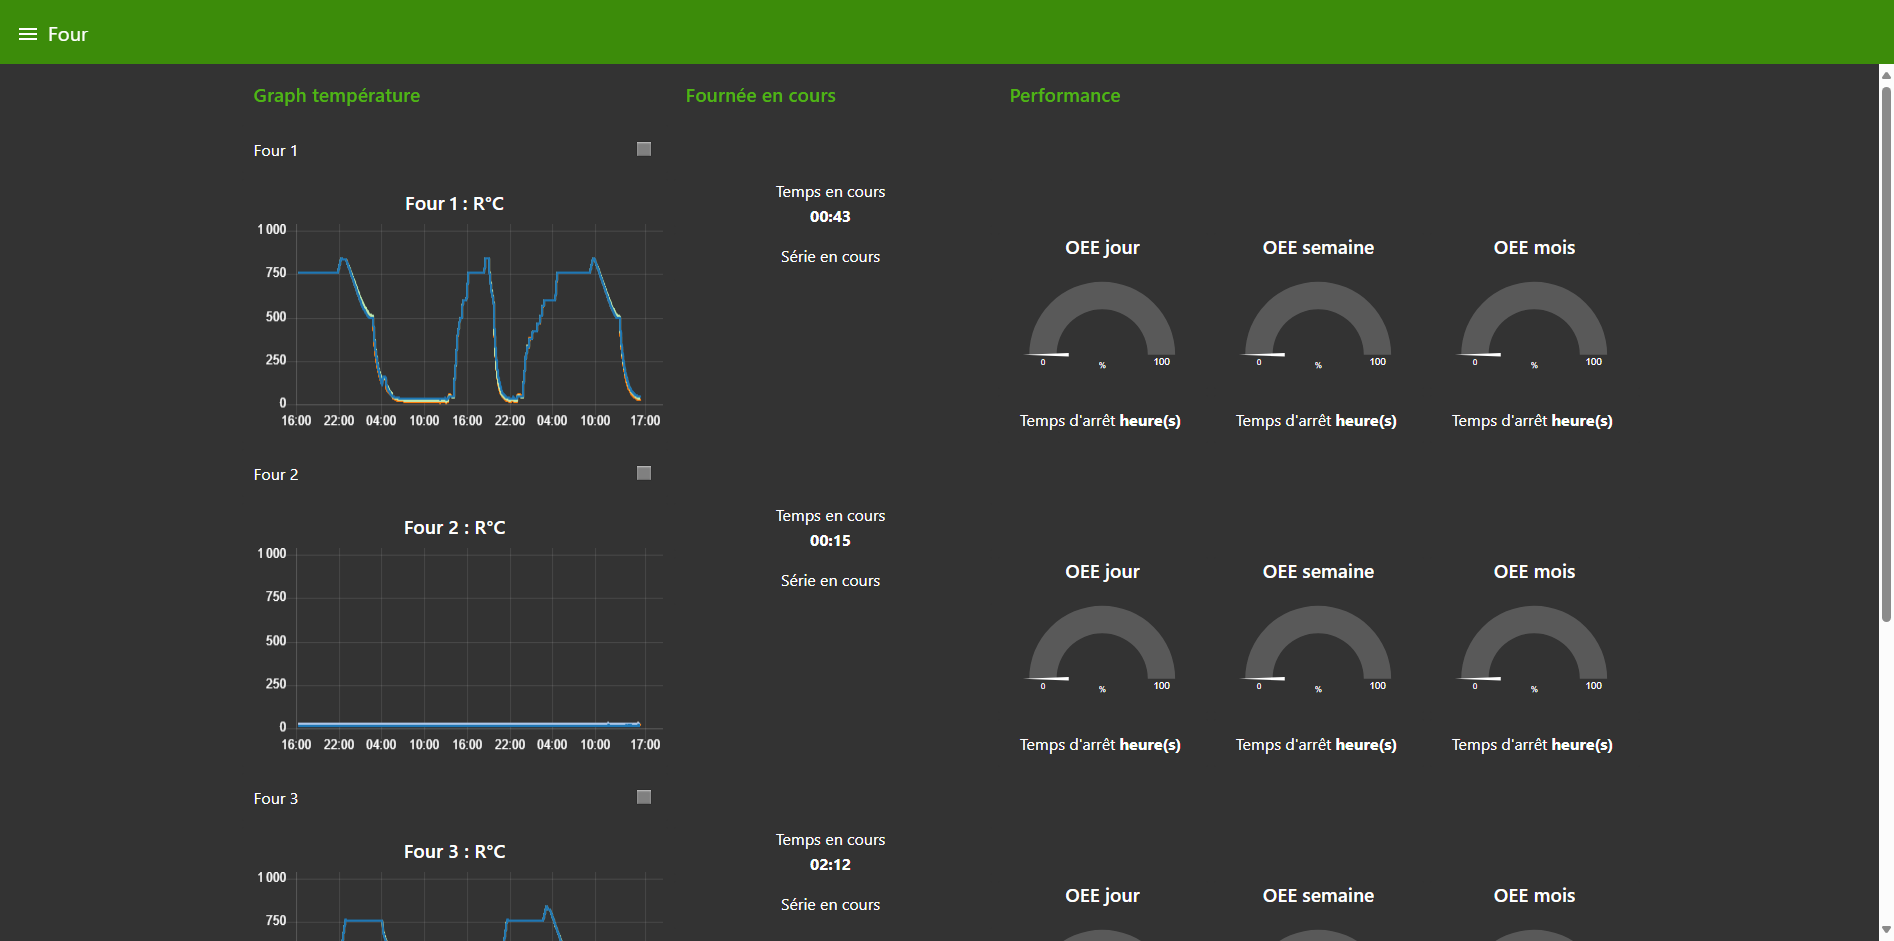 Four
Graph température
Fournée en cours
Performance
Four 1
Four 1 : R°C
1 000
750
500
250
0
16:00 22:00 04:00 10:00 16:00 22:00 04:00 10:00 17:00
Temps en cours
00:43
Série en cours
OEE jour
0 % 100
Temps d'arrêt heure(s)
OEE semaine
0 % 100
Temps d'arrêt heure(s)
OEE mois
0 % 100
Temps d'arrêt heure(s)
Four 2
Four 2 : R°C
1 000
750
500
250
0
16:00 22:00 04:00 10:00 16:00 22:00 04:00 10:00 17:00
Temps en cours
00:15
Série en cours
OEE jour
0 % 100
Temps d'arrêt heure(s)
OEE semaine
0 % 100
Temps d'arrêt heure(s)
OEE mois
0 % 100
Temps d'arrêt heure(s)
Four 3
Four 3 : R°C
1 000
750
Temps en cours
02:12
Série en cours
OEE jour
OEE semaine
OEE mois